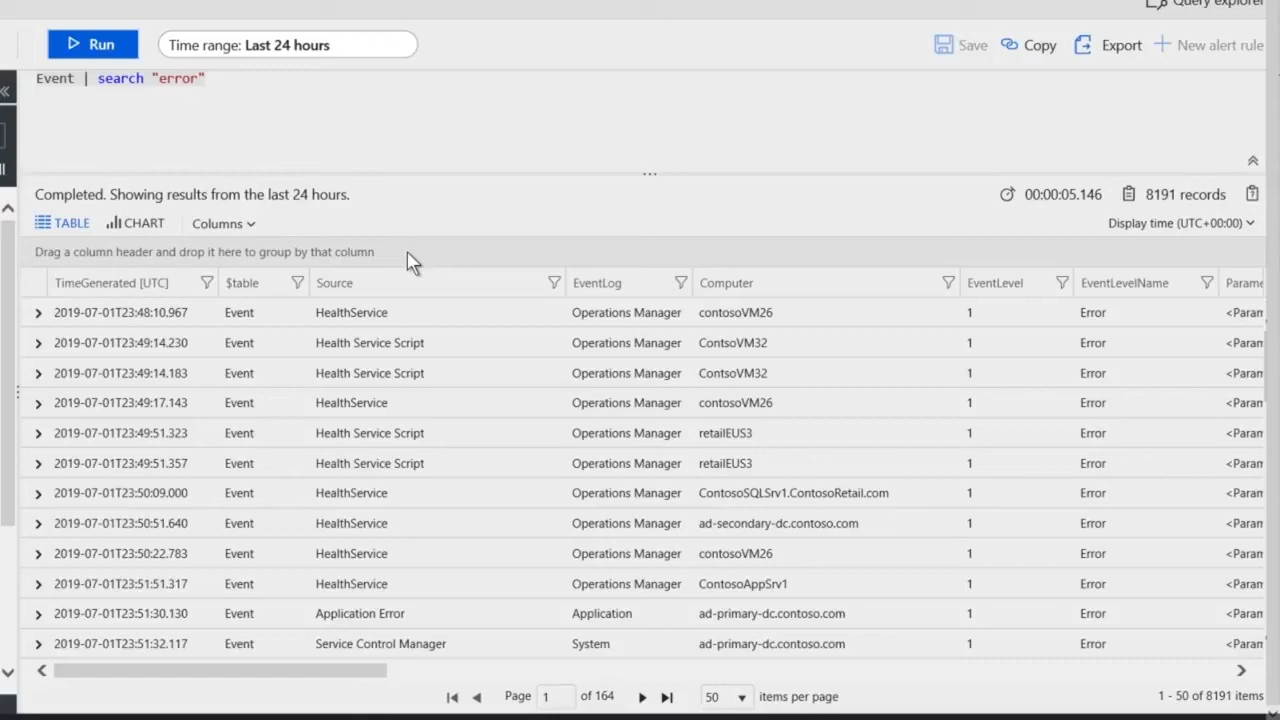 Query explorer
Run Time range: Last 24 hours Save Copy Export New alert rule
Event | search "error"
...
Completed. Showing results from the last 24 hours. 00:00:05.146 8191 records
TABLE CHART Columns Display time (UTC+00:00)
Drag a column header and drop it here to group by that column
TimeGenerated [UTC] $table Source EventLog Computer EventLevel EventLevelName Parame
2019-07-01T23:48:10.967 Event HealthService Operations Manager contosoVM26 1 Error <Param
2019-07-01T23:49:14.230 Event Health Service Script Operations Manager ContsoVM32 1 Error <Param
2019-07-01T23:49:14.183 Event Health Service Script Operations Manager ContsoVM32 1 Error <Param
2019-07-01T23:49:17.143 Event HealthService Operations Manager contosoVM26 1 Error <Param
2019-07-01T23:49:51.323 Event Health Service Script Operations Manager retailEUS3 1 Error <Param
2019-07-01T23:49:51.357 Event Health Service Script Operations Manager retailEUS3 1 Error <Param
2019-07-01T23:50:09.000 Event HealthService Operations Manager ContosoSQLSrv1.ContosoRetail.com 1 Error <Param
2019-07-01T23:50:51.640 Event HealthService Operations Manager ad-secondary-dc.contoso.com 1 Error <Param
2019-07-01T23:50:22.783 Event HealthService Operations Manager contosoVM26 1 Error <Param
2019-07-01T23:51:51.317 Event HealthService Operations Manager ContosoAppSrv1 1 Error <Param
2019-07-01T23:51:30.130 Event Application Error Application ad-primary-dc.contoso.com 1 Error <Param
2019-07-01T23:51:32.117 Event Service Control Manager System ad-primary-dc.contoso.com 1 Error <Param
Page 1 of 164 50 items per page 1 - 50 of 8191 items